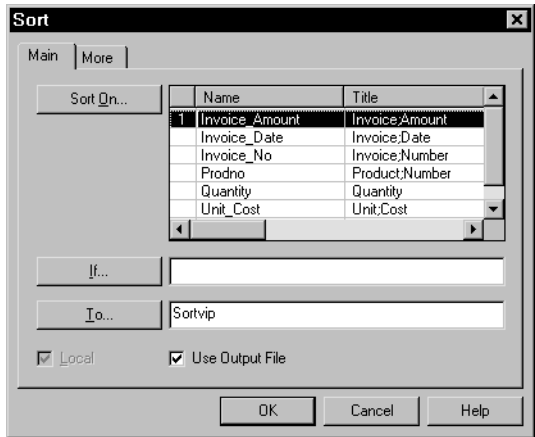 Sort
Main More
Sort On... Name Title
1 Invoice_Amount Invoice;Amount
Invoice_Date Invoice;Date
Invoice_No Invoice;Number
Prodno Product;Number
Quantity Quantity
Unit_Cost Unit;Cost
If...
To... Sortvip
Local Use Output File
OK Cancel Help